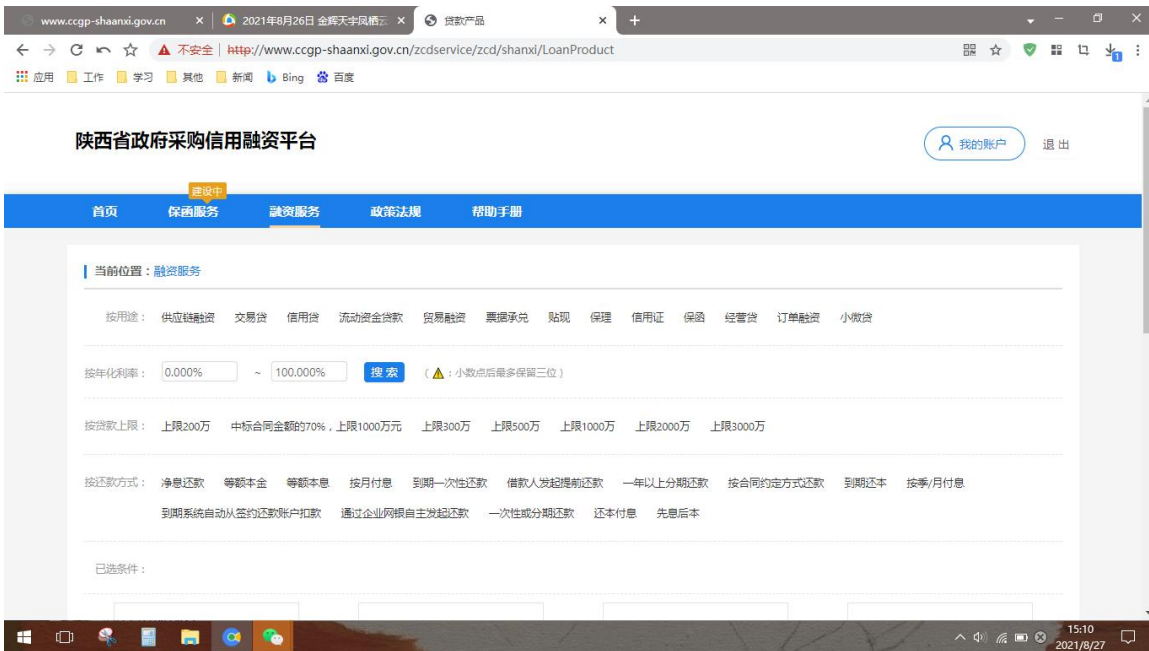 www.ccgp-shaanxi.gov.cn
2021年8月26日 金辉天宇凤栖云
贷款产品
不安全 http://www.ccgp-shaanxi.gov.cn/zcdservice/zcd/shanxi/LoanProduct
应用 工作 学习 其他 新闻 Bing 百度
陕西省政府采购信用融资平台
我的账户 退出
建设中
首页 保函服务 融资服务 政策法规 帮助手册
当前位置：融资服务
按用途： 供应链融资 交易贷 信用贷 流动资金贷款 贸易融资 票据承兑 贴现 保理 信用证 保函 经营贷 订单融资 小微贷
按年化利率： 0.000% ~ 100.000% 搜索 （ ：小数点后最多保留三位）
按贷款上限： 上限200万 中标合同金额的70%，上限1000万元 上限300万 上限500万 上限1000万 上限2000万 上限3000万
按还款方式： 净息还款 等额本金 等额本息 按月付息 到期一次性还款 借款人发起提前还款 一年以上分期还款 按合同约定方式还款 到期还本 按季/月付息
到期系统自动从签约还款账户扣款 通过企业网银自主发起还款 一次性或分期还款 还本付息 先息后本
已选条件：
15:10
2021/8/27